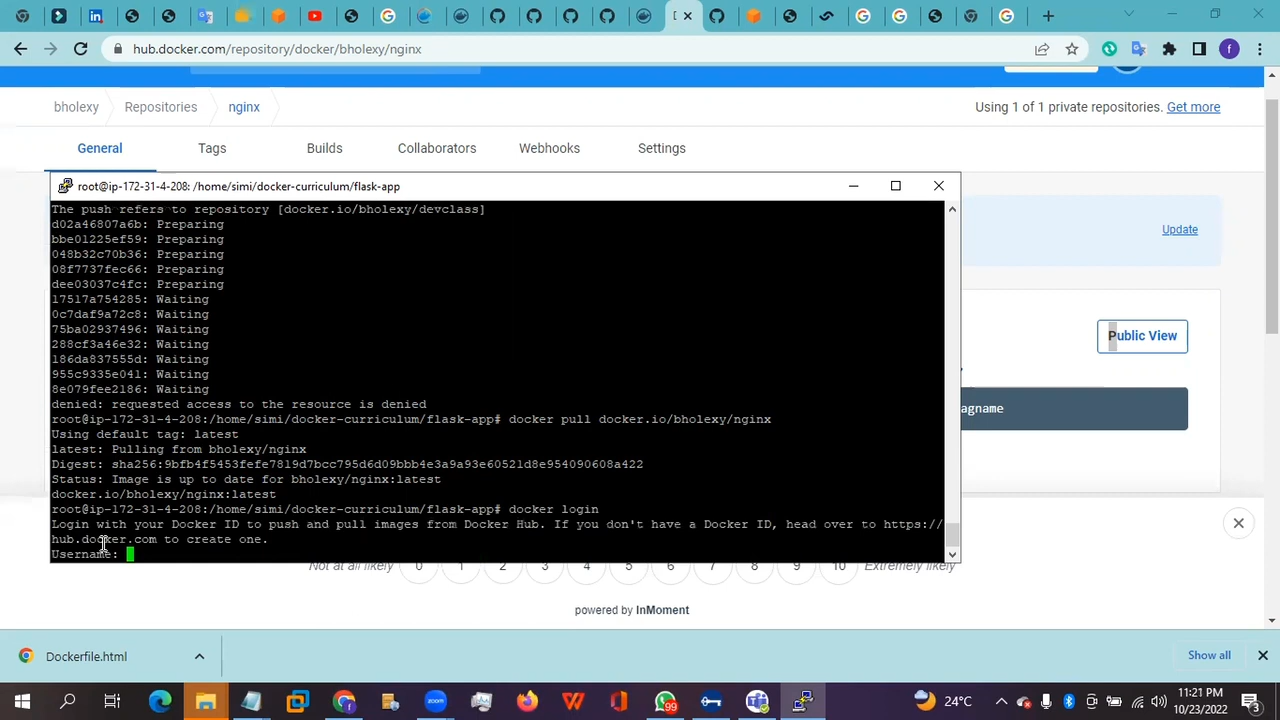 hub.docker.com/repository/docker/bholexy/nginx
f
bholexy
Repositories
nginx
Using 1 of 1 private repositories. Get more
General
Tags
Builds
Collaborators
Webhooks
Settings
root@ip-172-31-4-208: /home/simi/docker-curriculum/flask-app
The push refers to repository [docker.io/bholexy/devclass]
d02a46807a6b: Preparing
bbe01225ef59: Preparing
048b32c70b36: Preparing
08f7737fec66: Preparing
dee03037c4fc: Preparing
17517a754285: Waiting
0c7daf9a72c8: Waiting
75ba02937496: Waiting
288cf3a46e32: Waiting
186da837555d: Waiting
955c9335e041: Waiting
8e079fee2186: Waiting
denied: requested access to the resource is denied
root@ip-172-31-4-208:/home/simi/docker-curriculum/flask-app# docker pull docker.io/bholexy/nginx
Using default tag: latest
latest: Pulling from bholexy/nginx
Digest: sha256:9bfb4f5453fefe7819d7bcc795d6d09bbb4e3a9a93e60521d8e954090608a422
Status: Image is up to date for bholexy/nginx:latest
docker.io/bholexy/nginx:latest
root@ip-172-31-4-208:/home/simi/docker-curriculum/flask-app# docker login
Login with your Docker ID to push and pull images from Docker Hub. If you don't have a Docker ID, head over to https://
hub.docker.com to create one.
Username:
Update
Public View
agname
Not at all likely 0 1 2 3 4 5 6 7 8 9 10 Extremely likely
powered by InMoment
Dockerfile.html
Show all
99
24°C
11:21 PM
10/23/2022
3